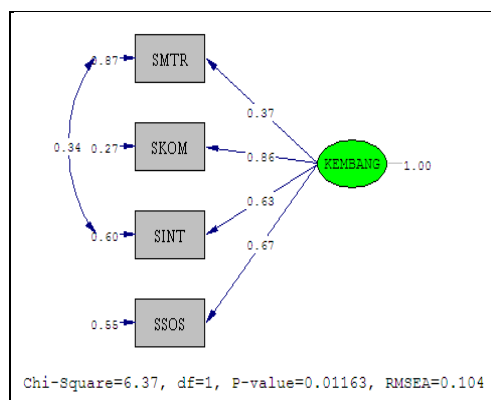 0.87
SMTR
0.37
0.34
0.27
SKOM
0.86
KEMBANG
1.00
0.63
0.60
SINT
0.67
0.55
SSOS
Chi-Square=6.37, df=1, P-value=0.01163, RMSEA=0.104